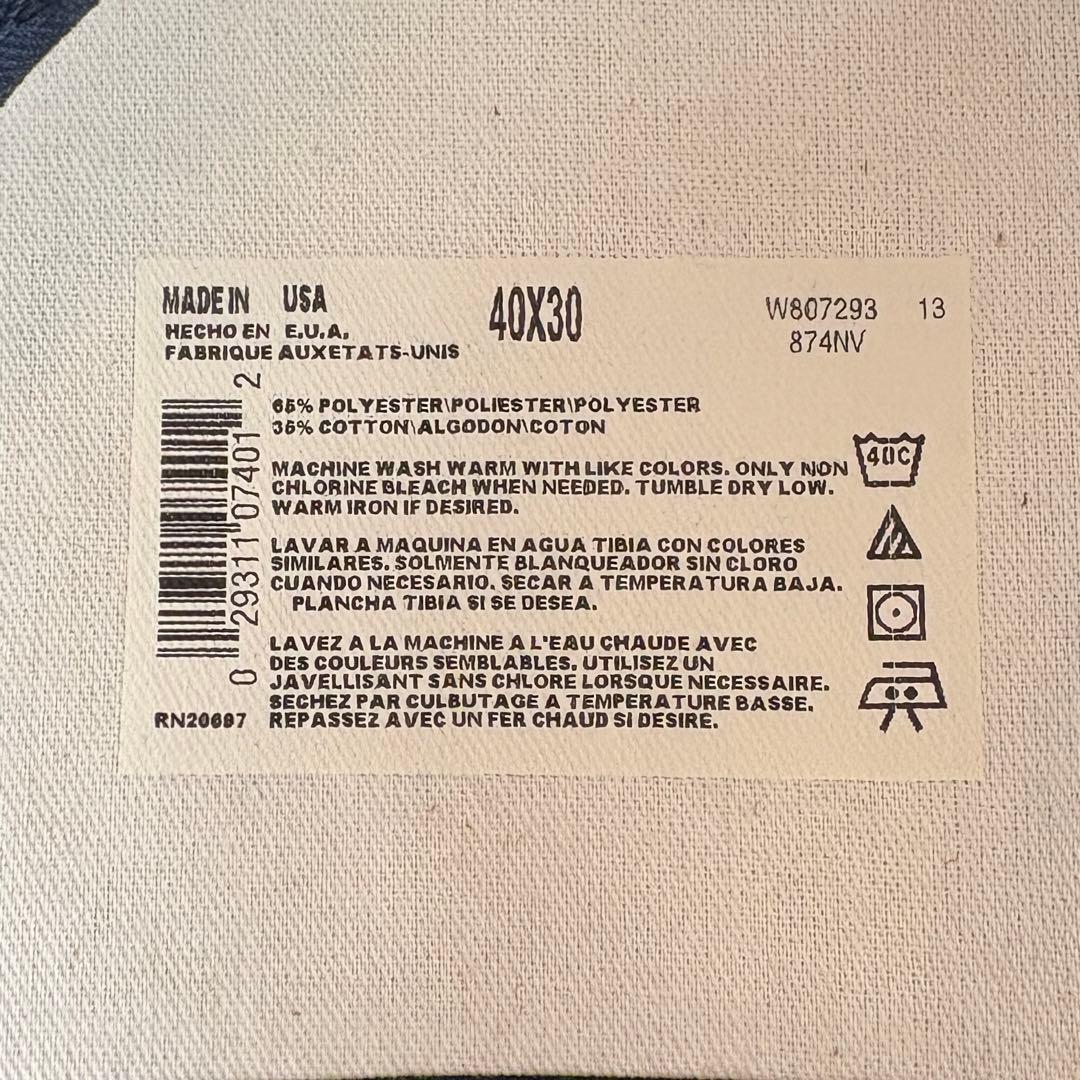 MADE IN USA
HECHO EN E.U.A.
FABRIQUE AUXETATS-UNIS
40X30
W807293 13
874NV
0 29311 07401 2
65% POLYESTER\POLIESTER\POLYESTER
35% COTTON\ALGODON\COTON
MACHINE WASH WARM WITH LIKE COLORS. ONLY NON
CHLORINE BLEACH WHEN NEEDED. TUMBLE DRY LOW.
WARM IRON IF DESIRED.
40C
LAVAR A MAQUINA EN AGUA TIBIA CON COLORES
SIMILARES. SOLMENTE BLANQUEADOR SIN CLORO
CUANDO NECESARIO. SECAR A TEMPERATURA BAJA.
PLANCHA TIBIA SI SE DESEA.
LAVEZ A LA MACHINE A L'EAU CHAUDE AVEC
DES COULEURS SEMBLABLES. UTILISEZ UN
JAVELLISANT SANS CHLORE LORSQUE NECESSAIRE.
SECHEZ PAR CULBUTAGE A TEMPERATURE BASSE.
REPASSEZ AVEC UN FER CHAUD SI DESIRE.
RN20697